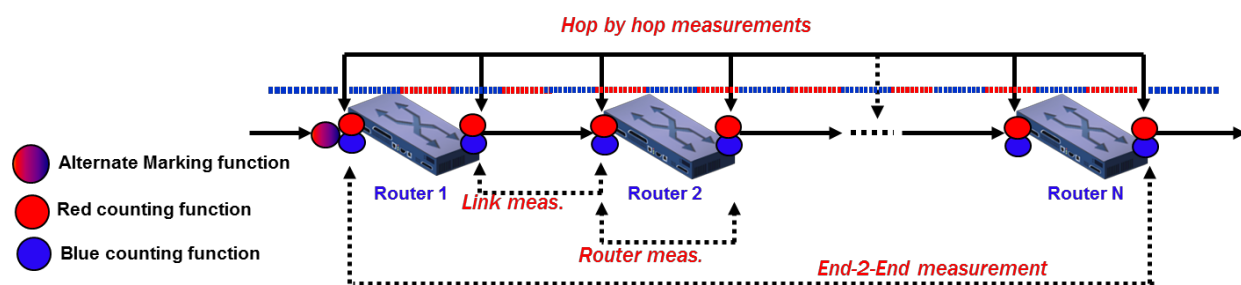 Hop by hop measurements
Alternate Marking function
Red counting function
Blue counting function
Router 1
Link meas.
Router 2
Router meas.
Router N
End-2-End measurement